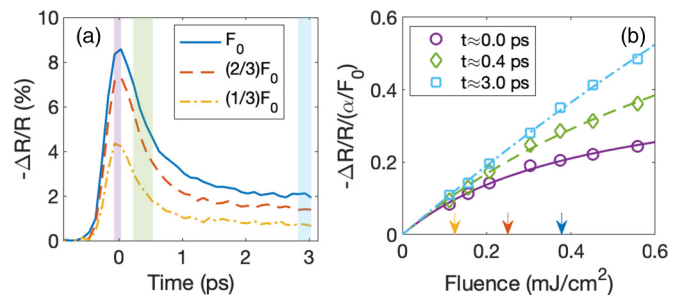 (a)
F₀
(2/3)F₀
(1/3)F₀
-ΔR/R (%)
10
8
6
4
2
0
0
1
2
3
Time (ps)
(b)
t≈0.0 ps
t≈0.4 ps
t≈3.0 ps
-ΔR/R/(α/F₀)
0.6
0.4
0.2
0
0
0.2
0.4
0.6
Fluence (mJ/cm²)